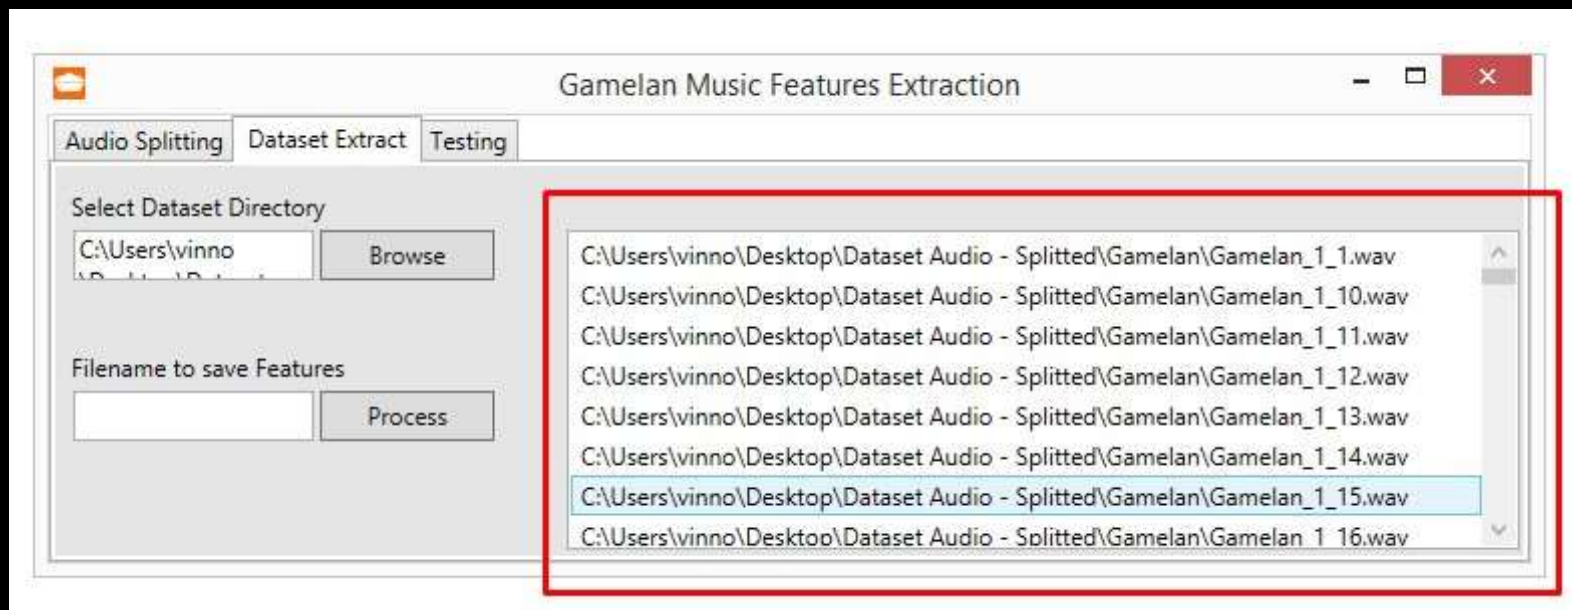 Gamelan Music Features Extraction
Audio Splitting Dataset Extract Testing
Select Dataset Directory
C:\Users\vinno
Browse
Filename to save Features
Process
C:\Users\vinno\Desktop\Dataset Audio - Splitted\Gamelan\Gamelan_1_1.wav
C:\Users\vinno\Desktop\Dataset Audio - Splitted\Gamelan\Gamelan_1_10.wav
C:\Users\vinno\Desktop\Dataset Audio - Splitted\Gamelan\Gamelan_1_11.wav
C:\Users\vinno\Desktop\Dataset Audio - Splitted\Gamelan\Gamelan_1_12.wav
C:\Users\vinno\Desktop\Dataset Audio - Splitted\Gamelan\Gamelan_1_13.wav
C:\Users\vinno\Desktop\Dataset Audio - Splitted\Gamelan\Gamelan_1_14.wav
C:\Users\vinno\Desktop\Dataset Audio - Splitted\Gamelan\Gamelan_1_15.wav
C:\Users\vinno\Desktop\Dataset Audio - Splitted\Gamelan\Gamelan_1_16.wav